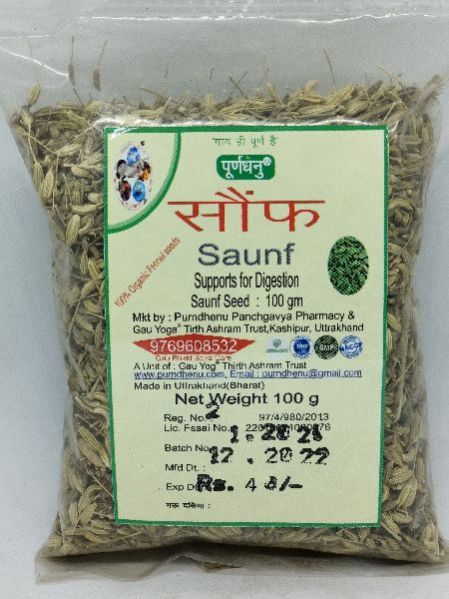 गाय ही पूर्ण है
पूर्णधेनु®
सौंफ
Saunf
100% Organic Fennel seeds
Supports for Digestion
Saunf Seed : 100 gm
Mkt by : Purndhenu Panchgavya Pharmacy &
Gau Yoga® Tirth Ashram Trust,Kashipur, Uttrakhand
9769608532
A Unit of : Gau Yog® Thirth Ashram Trust
www.purndhenu.com, Email : purndhenu@gmail.com
Made in Uttrakhand(Bharat)
Net Weight 100 g
Reg. No. 97/4/980/2013
Lic. Fssai No.
2
Batch No.
12.2022
Mfd Dt. :
Exp D
Rs.